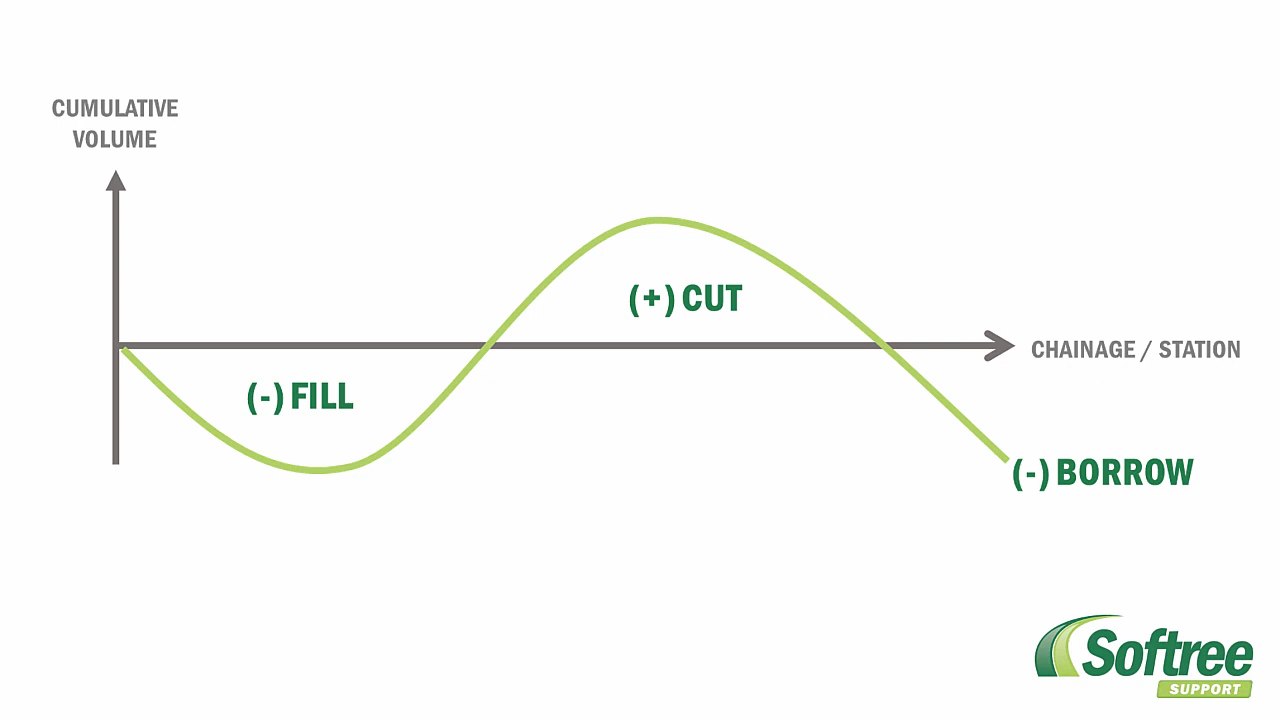 CUMULATIVE
VOLUME
(+) CUT
CHAINAGE / STATION
(-) FILL
(-) BORROW
Softree
SUPPORT